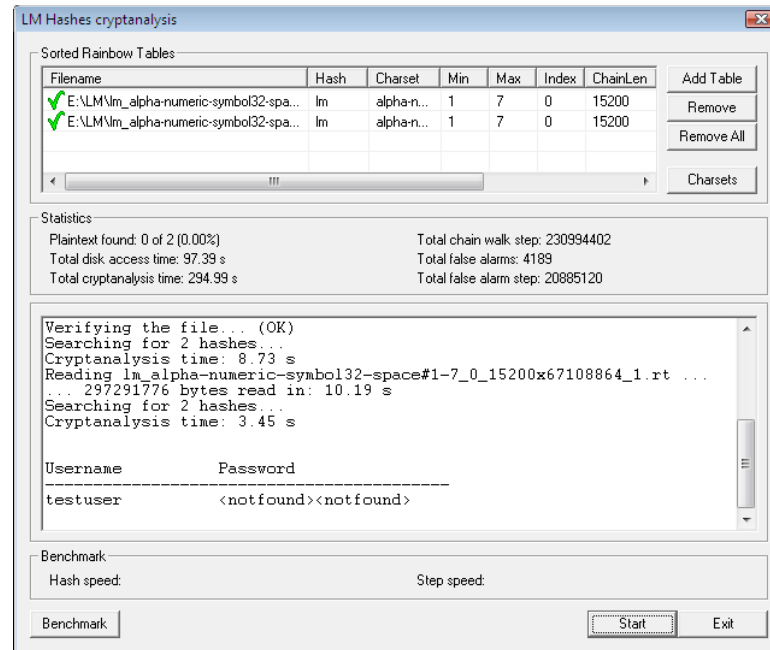 LM Hashes cryptanalysis
Sorted Rainbow Tables
Filename Hash Charset Min Max Index ChainLen
E:\LM\lm_alpha-numeric-symbol32-spa... lm alpha-n... 1 7 0 15200
E:\LM\lm_alpha-numeric-symbol32-spa... lm alpha-n... 1 7 0 15200
Add Table
Remove
Remove All
Charsets
Statistics
Plaintext found: 0 of 2 (0.00%) Total chain walk step: 230994402
Total disk access time: 97.39 s Total false alarms: 4189
Total cryptanalysis time: 294.99 s Total false alarm step: 20885120
Verifying the file... (OK)
Searching for 2 hashes...
Cryptanalysis time: 8.73 s
Reading lm_alpha-numeric-symbol32-space#1-7_0_15200x67108864_1.rt ...
... 297291776 bytes read in: 10.19 s
Searching for 2 hashes...
Cryptanalysis time: 3.45 s
Username Password
--------------------------------------------
testuser <notfound><notfound>
Benchmark
Hash speed: Step speed:
Benchmark Start Exit